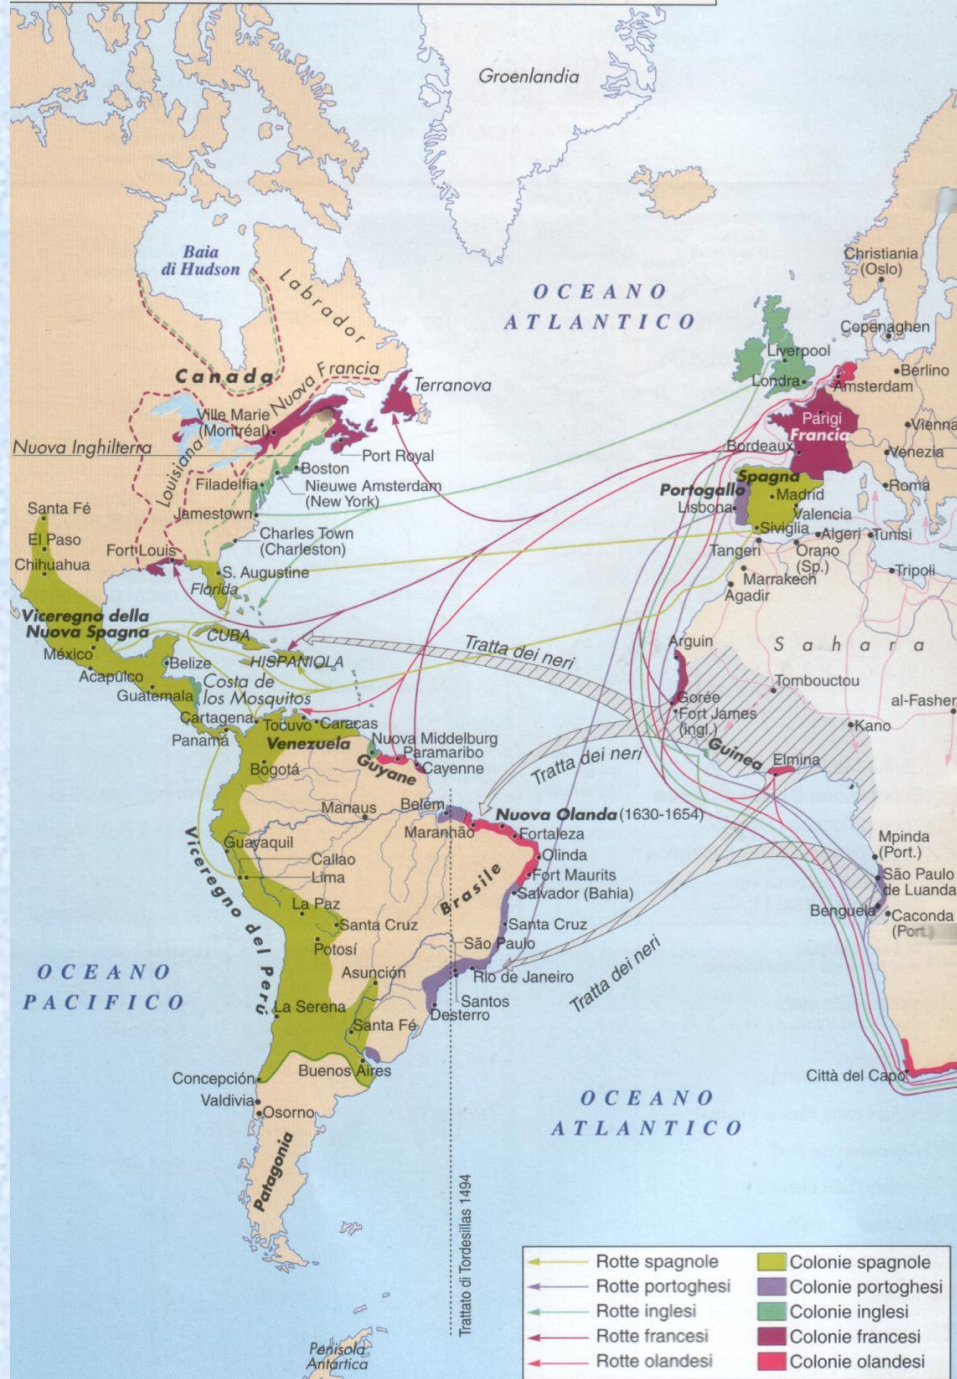 Groenlandia
Baia
di Hudson
Labrador
OCEANO
ATLANTICO
Christiania
(Oslo)
Copenaghen
Liverpool
Londra
Amsterdam
Berlino
Canada
Nuova Francia
Terranova
Ville Marie
(Montréal)
Parigi
Francia
Vienna
Nuova Inghilterra
Louisiana
Port Royal
Bordeaux
Venezia
Boston
Filadelfia
Nieuwe Amsterdam
(New York)
Spagna
Portogallo
Madrid
Roma
Lisbona
Valencia
Santa Fé
Jamestown
Siviglia
El Paso
Charles Town
(Charleston)
Tangeri
Orano
(Sp.)
Algeri
Tunisi
Chihuahua
Fort Louis
S. Augustine
Florida
Marrakech
Agadir
Tripoli
Viceregno della
Nuova Spagna
CUBA
México
Belize
HISPANIOLA
Tratta dei neri
Arguin
Sahara
Acapulco
Guatemala
Costa de
los Mosquitos
Tombouctou
Gorée
Fort James
(ingl.)
al-Fasher
Cartagena
Tocuvo
Caracas
Kano
Panamá
Venezuela
Nuova Middelburg
Paramaribo
Cayenne
Guyane
Guinea
Elmina
Bogotá
Tratta dei neri
Manaus
Belém
Maranhão
Nuova Olanda (1630-1654)
Fortaleza
Guayaquil
Callao
Lima
Olinda
Fort Maurits
Salvador (Bahia)
Brasile
Mpinda
(Port.)
São Paulo
de Luanda
Benguela
Caconda
(Port.)
Viceregno del Perú
La Paz
Santa Cruz
Potosí
Santa Cruz
São Paulo
Asunción
Rio de Janeiro
Santos
Desterro
Tratta dei neri
OCEANO
PACIFICO
La Serena
Santa Fé
Concepción
Buenos Aires
Valdivia
Osorno
Città del Capo
OCEANO
ATLANTICO
Patagonia
Trattato di Tordesillas 1494
Penisola
Antartica
Rotte spagnole
Colonie spagnole
Rotte portoghesi
Colonie portoghesi
Rotte inglesi
Colonie inglesi
Rotte francesi
Colonie francesi
Rotte olandesi
Colonie olandesi